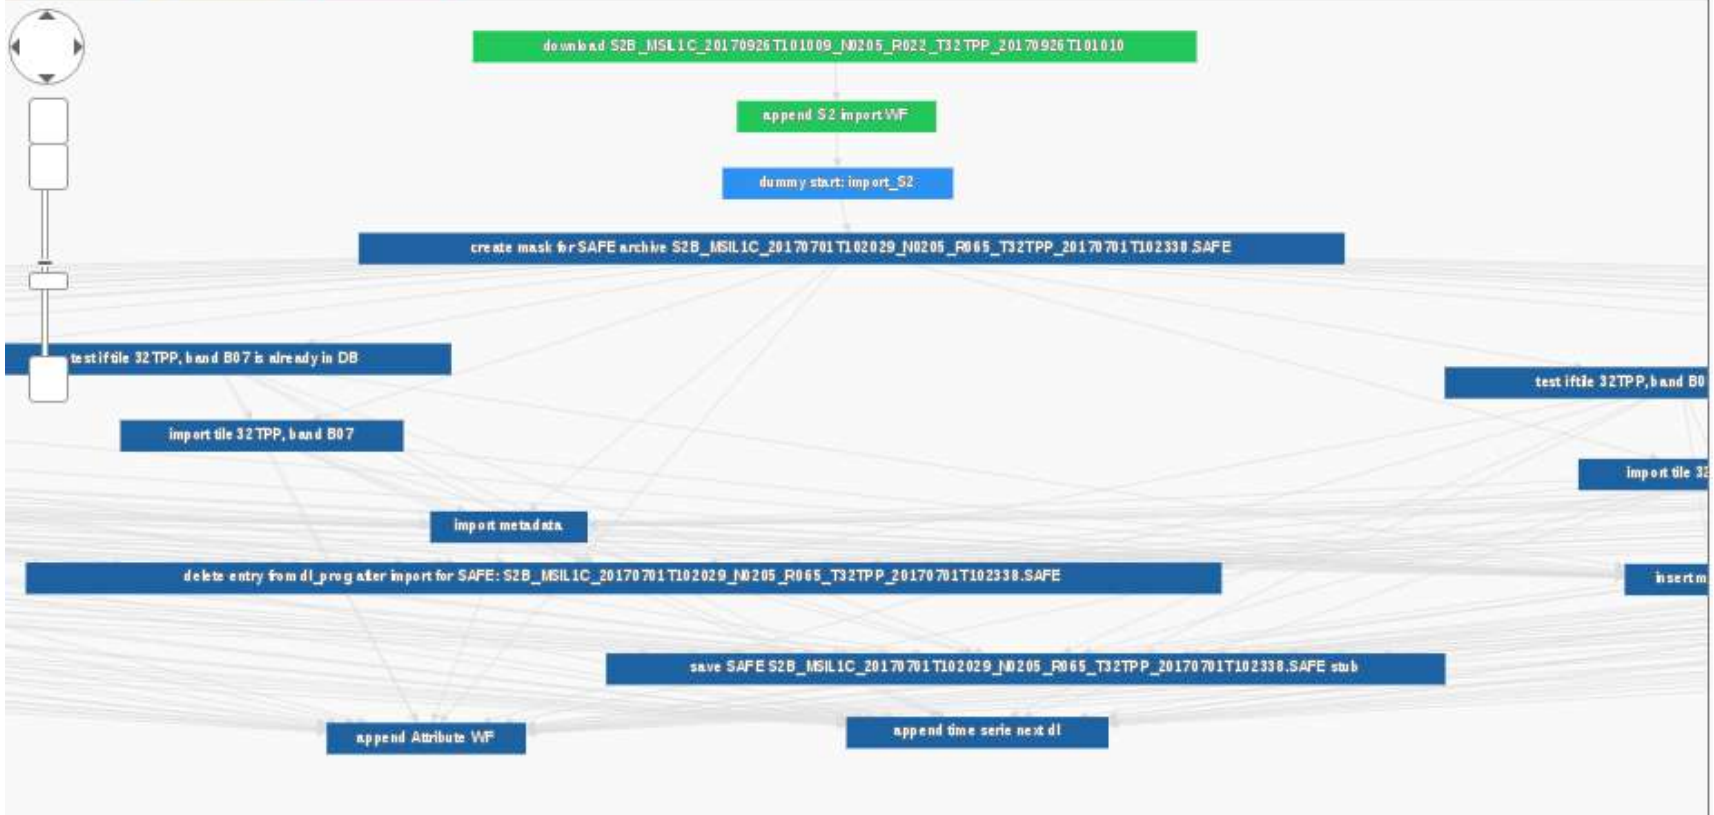 download S2B_MSIL1C_20170926T101009_N0205_R022_T32TPP_20170926T101010
append S2 import WF
dummy start: import_S2
create mask for SAFE archive S2B_MSIL1C_20170701T102029_N0205_R065_T32TPP_20170701T102338.SAFE
test if tile 32TPP, band B07 is already in DB
test if tile 32TPP, band B0
import tile 32TPP, band B07
import tile 32
import metadata
delete entry from dl_prog after import for SAFE: S2B_MSIL1C_20170701T102029_N0205_R065_T32TPP_20170701T102338.SAFE
insert m
save SAFE S2B_MSIL1C_20170701T102029_N0205_R065_T32TPP_20170701T102338.SAFE stub
append Attribute WF
append time serie next dl